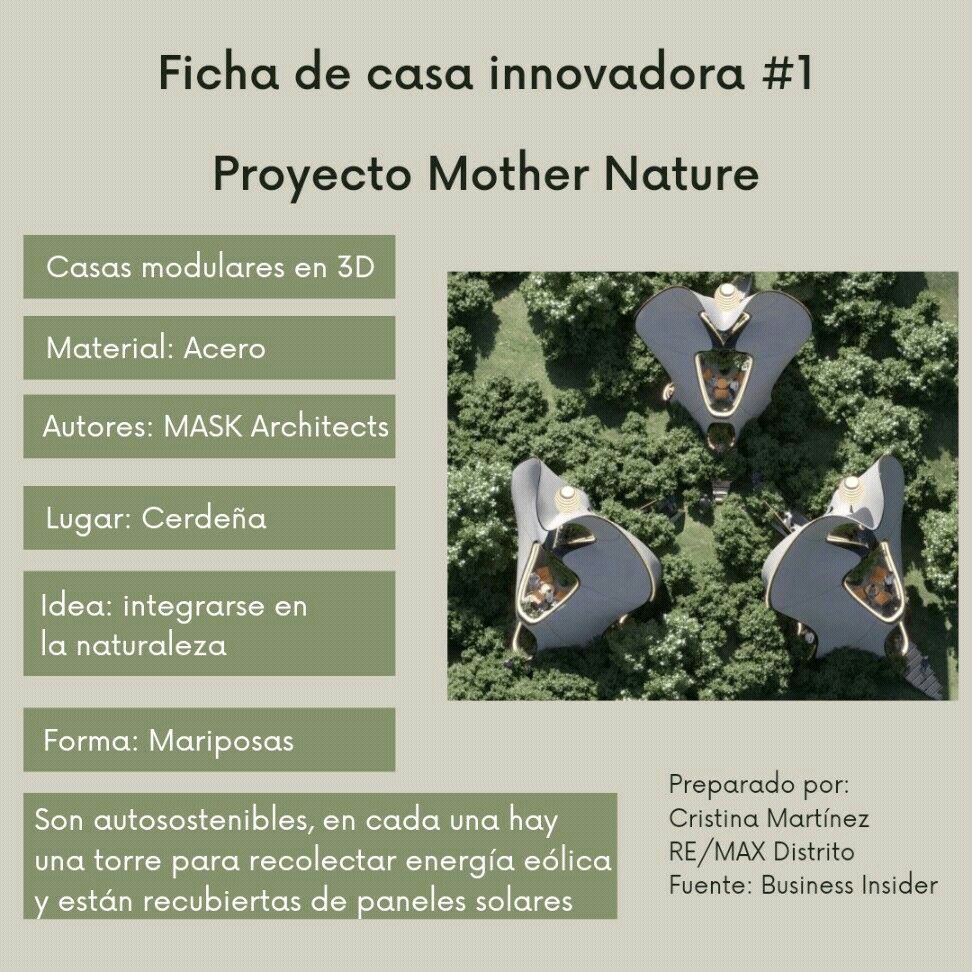 Ficha de casa innovadora #1
Proyecto Mother Nature
Casas modulares en 3D
Material: Acero
Autores: MASK Architects
Lugar: Cerdeña
Idea: integrarse en
la naturaleza
Forma: Mariposas
Son autosostenibles, en cada una hay
una torre para recolectar energía eólica
y están recubiertas de paneles solares
Preparado por:
Cristina Martínez
RE/MAX Distrito
Fuente: Business Insider